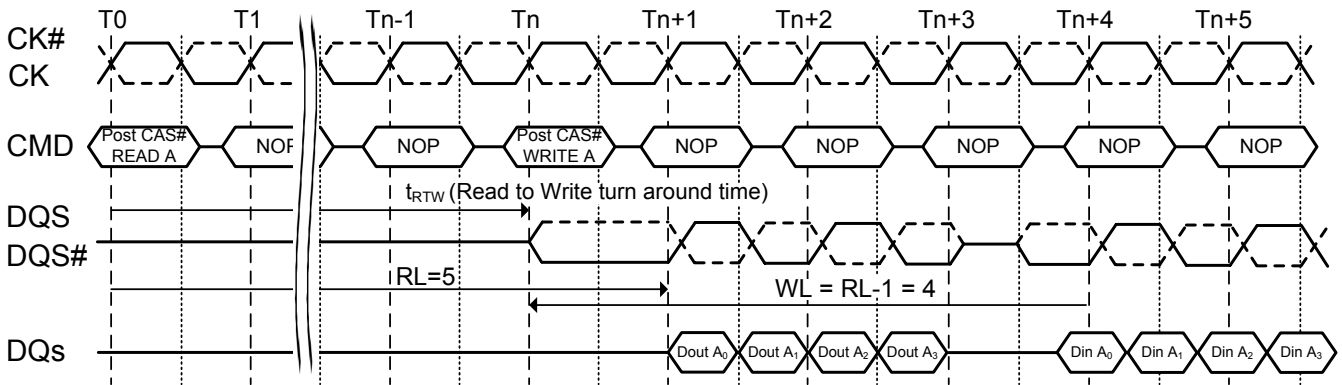 T0 T1 Tn-1 Tn Tn+1 Tn+2 Tn+3 Tn+4 Tn+5
CK#
CK
CMD Post CAS# READ A NOP NOP Post CAS# WRITE A NOP NOP NOP NOP NOP
tRTW (Read to Write turn around time)
DQS
DQS#
RL=5 WL = RL-1 = 4
DQs Dout A0 Dout A1 Dout A2 Dout A3 Din A0 Din A1 Din A2 Din A3